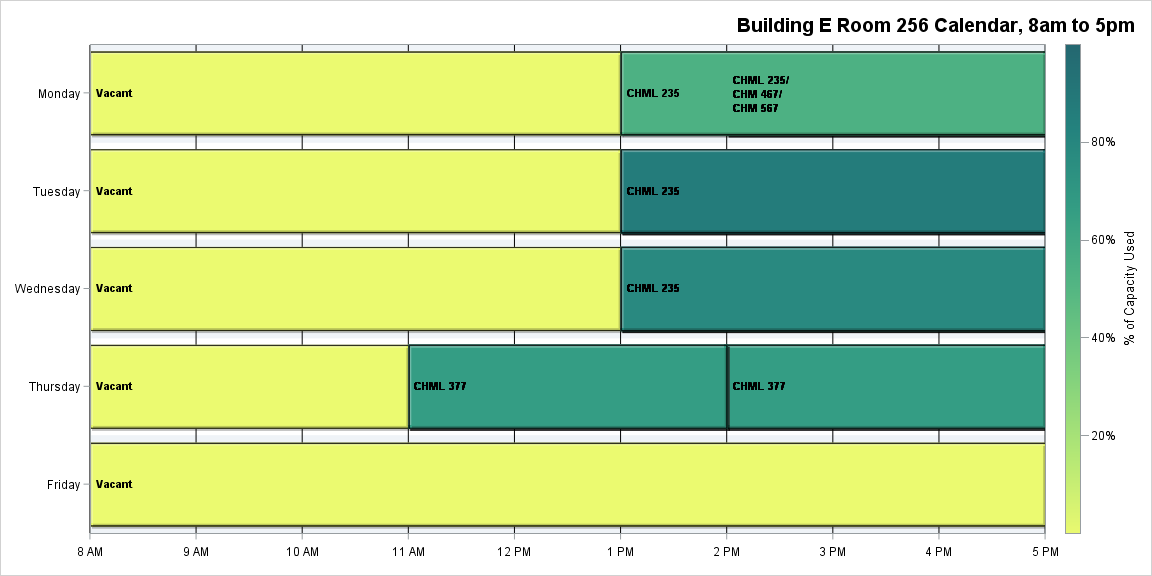 Building E Room 256 Calendar, 8am to 5pm
Monday
Vacant
CHML 235
CHML 235/
CHM 467/
CHM 567
Tuesday
Vacant
CHML 235
Wednesday
Vacant
CHML 235
Thursday
Vacant
CHML 377
CHML 377
Friday
Vacant
8 AM
9 AM
10 AM
11 AM
12 PM
1 PM
2 PM
3 PM
4 PM
5 PM
80%
60%
40%
20%
% of Capacity Used